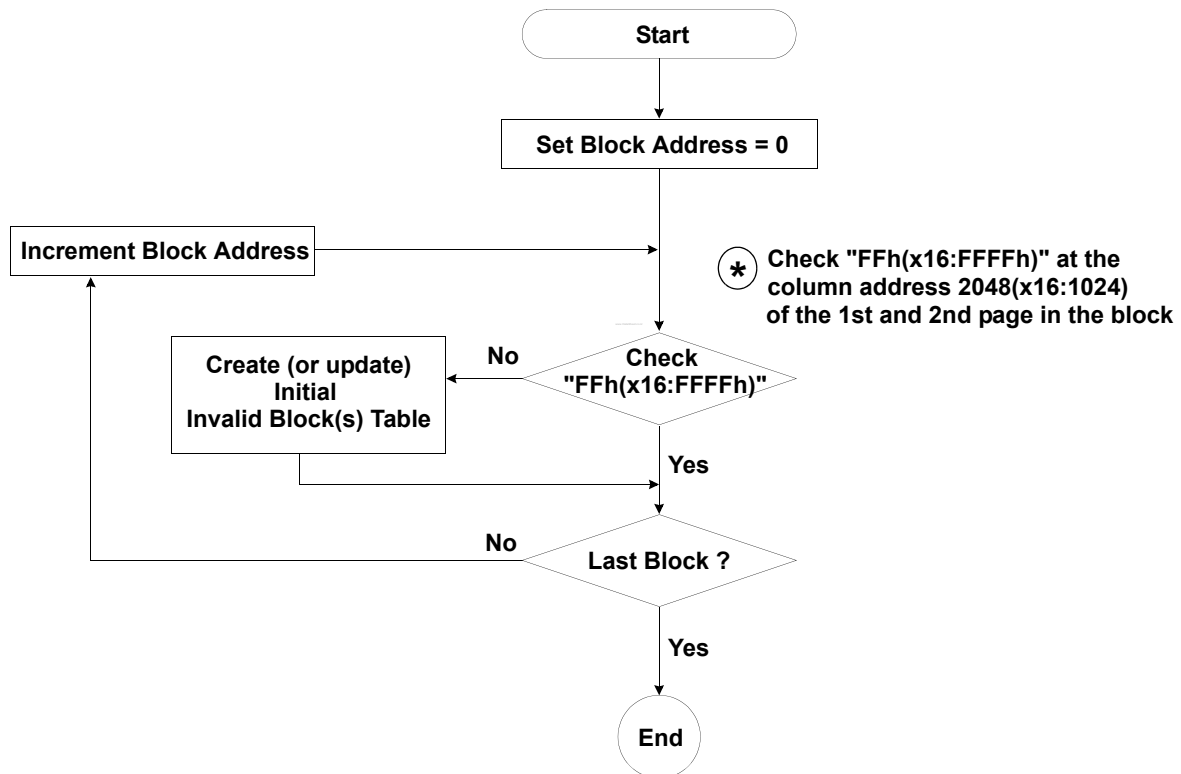 Start
Set Block Address = 0
Increment Block Address
* Check "FFh(x16:FFFFh)" at the
column address 2048(x16:1024)
of the 1st and 2nd page in the block
No
Check
"FFh(x16:FFFFh)"
Create (or update)
Initial
Invalid Block(s) Table
Yes
No
Last Block ?
Yes
End